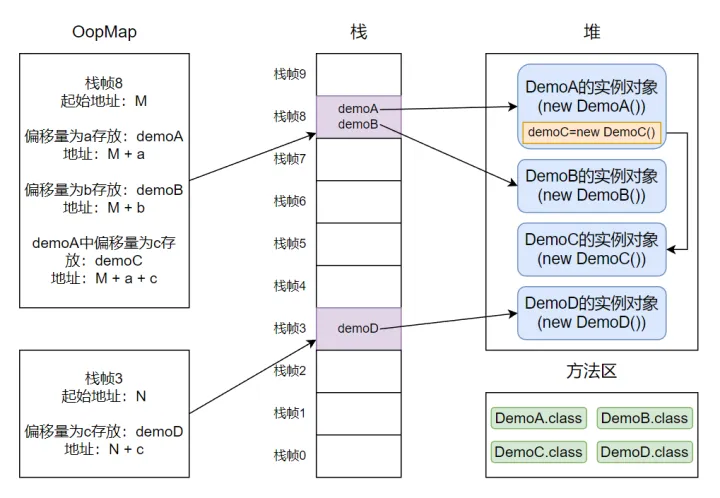 OopMap
栈帧8
起始地址：M
偏移量为a存放：demoA
地址：M + a
偏移量为b存放：demoB
地址：M + b
demoA中偏移量为c存
放：demoC
地址：M + a + c
栈帧3
起始地址：N
偏移量为c存放：demoD
地址：N + c
栈
栈帧9
栈帧8
demoA
demoB
栈帧7
栈帧6
栈帧5
栈帧4
栈帧3
demoD
栈帧2
栈帧1
栈帧0
堆
DemoA的实例对象
(new DemoA())
demoC=new DemoC()
DemoB的实例对象
(new DemoB())
DemoC的实例对象
(new DemoC())
DemoD的实例对象
(new DemoD())
方法区
DemoA.class
DemoB.class
DemoC.class
DemoD.class